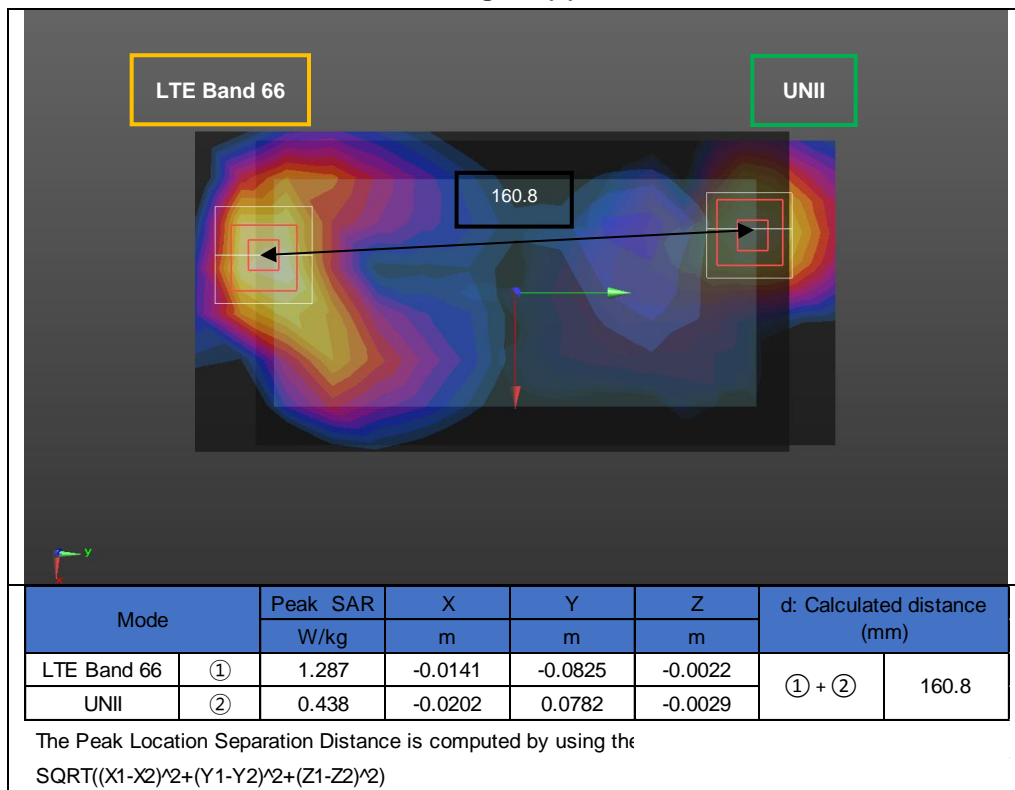 LTE Band 66
UNII
160.8
y
x
Mode Peak SAR X Y Z d: Calculated distance (mm)
W/kg m m m
LTE Band 66 ① 1.287 -0.0141 -0.0825 -0.0022 ① + ② 160.8
UNII ② 0.438 -0.0202 0.0782 -0.0029
The Peak Location Separation Distance is computed by using the
SQRT((X1-X2)^2+(Y1-Y2)^2+(Z1-Z2)^2)